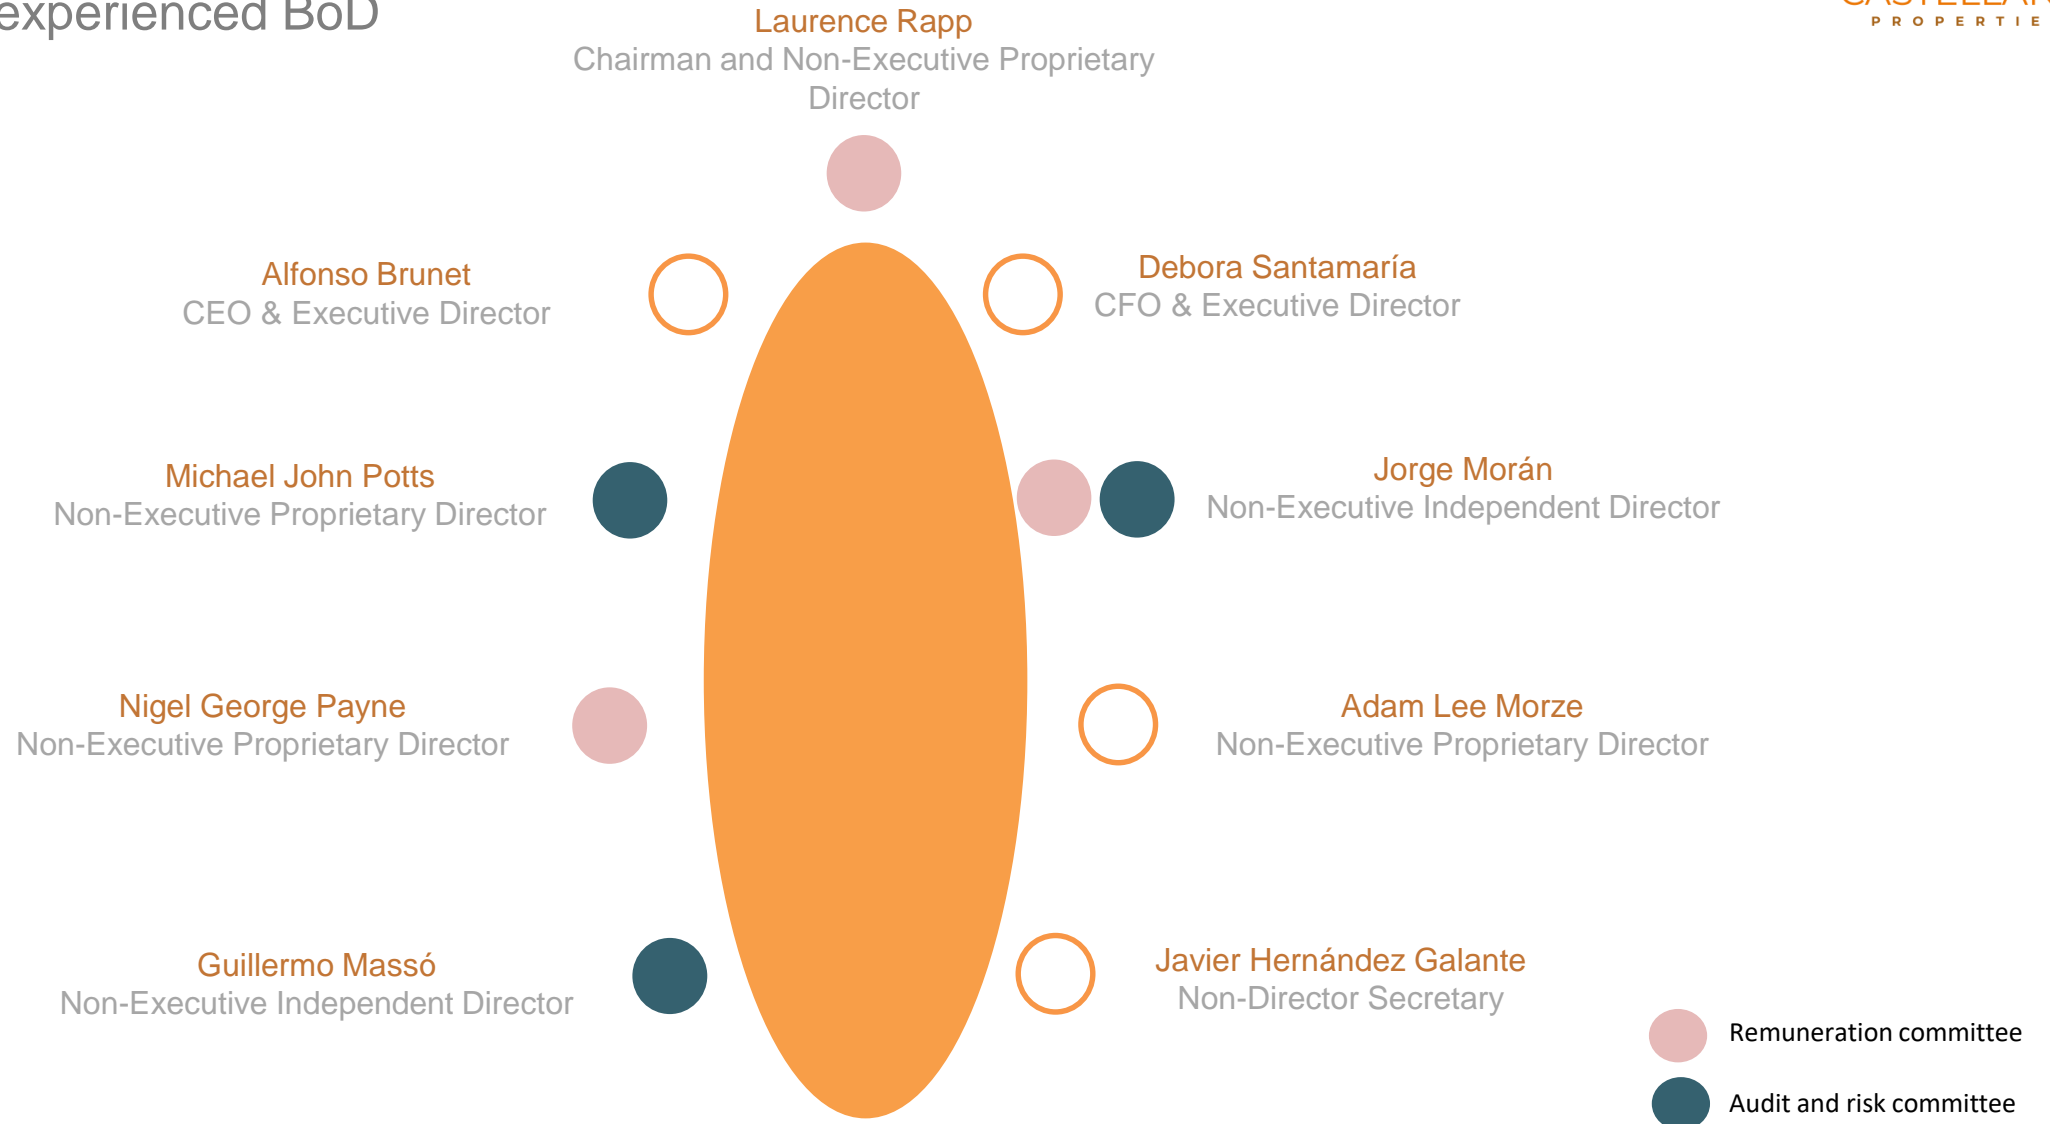 experienced BoD
PROPERTIE
Laurence Rapp
Chairman and Non-Executive Proprietary
Director
Alfonso Brunet
CEO & Executive Director
Debora Santamaría
CFO & Executive Director
Michael John Potts
Non-Executive Proprietary Director
Jorge Morán
Non-Executive Independent Director
Nigel George Payne
Non-Executive Proprietary Director
Adam Lee Morze
Non-Executive Proprietary Director
Guillermo Massó
Non-Executive Independent Director
Javier Hernández Galante
Non-Director Secretary
Remuneration committee
Audit and risk committee